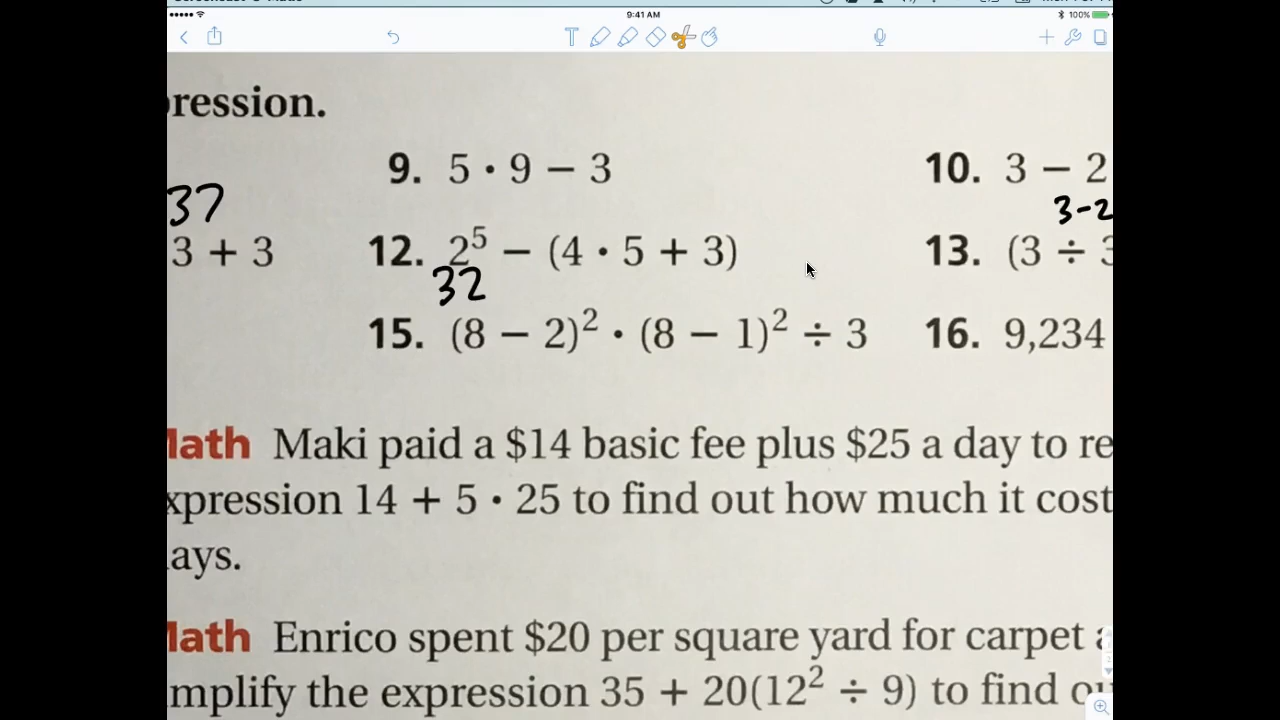 9:41 AM
100%
pression.
9. 5 · 9 − 3
10. 3 − 2
37
3-2
3 + 3
12. 2⁵ − (4 · 5 + 3)
13. (3 ÷ 3
32
15. (8 − 2)² · (8 − 1)² ÷ 3
16. 9,234
Math Maki paid a $14 basic fee plus $25 a day to re
xpression 14 + 5 · 25 to find out how much it cost
ays.
Math Enrico spent $20 per square yard for carpet a
mplify the expression 35 + 20(12² ÷ 9) to find ou